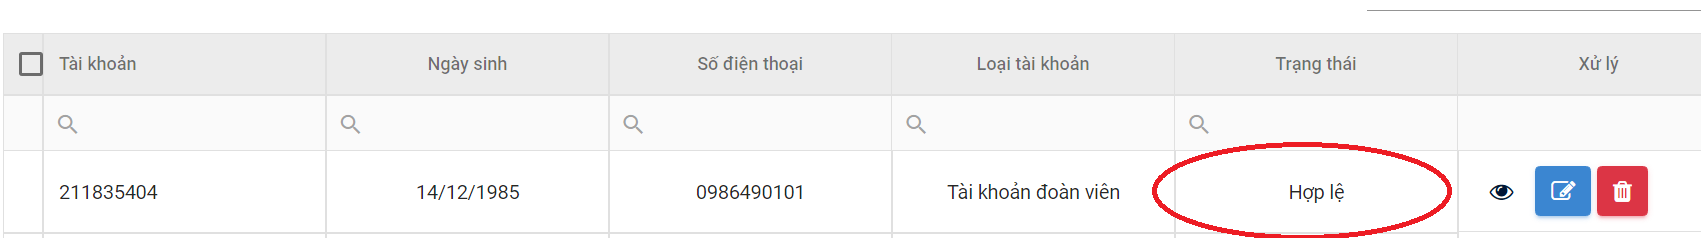 Tài khoản Ngày sinh Số điện thoại Loại tài khoản Trạng thái Xử lý
211835404 14/12/1985 0986490101 Tài khoản đoàn viên Hợp lệ